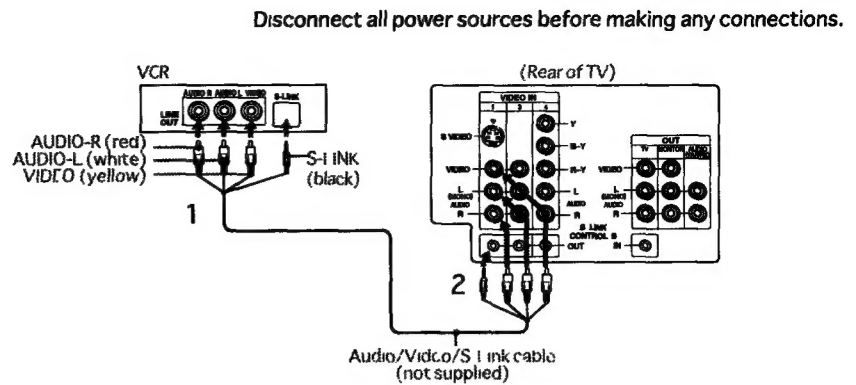 Disconnect all power sources before making any connections.
VCR
(Rear of TV)
AUDIO R AUDIO L VIDEO
S-LINK
LINE
OUT
VIDEO IN
1 3 4
S VIDEO
Y
B-Y
VIDEO
R-Y
L
(MONO)
AUDIO
R
L
AUDIO
R
OUT
TV MONITOR AUDIO
VIDEO
L
(MONO)
AUDIO
R
S LINK
CONTROL S
OUT
IN
AUDIO-R (red)
AUDIO-L (white)
VIDEO (yellow)
S-LINK
(black)
1
2
Audio/Video/S Link cable
(not supplied)